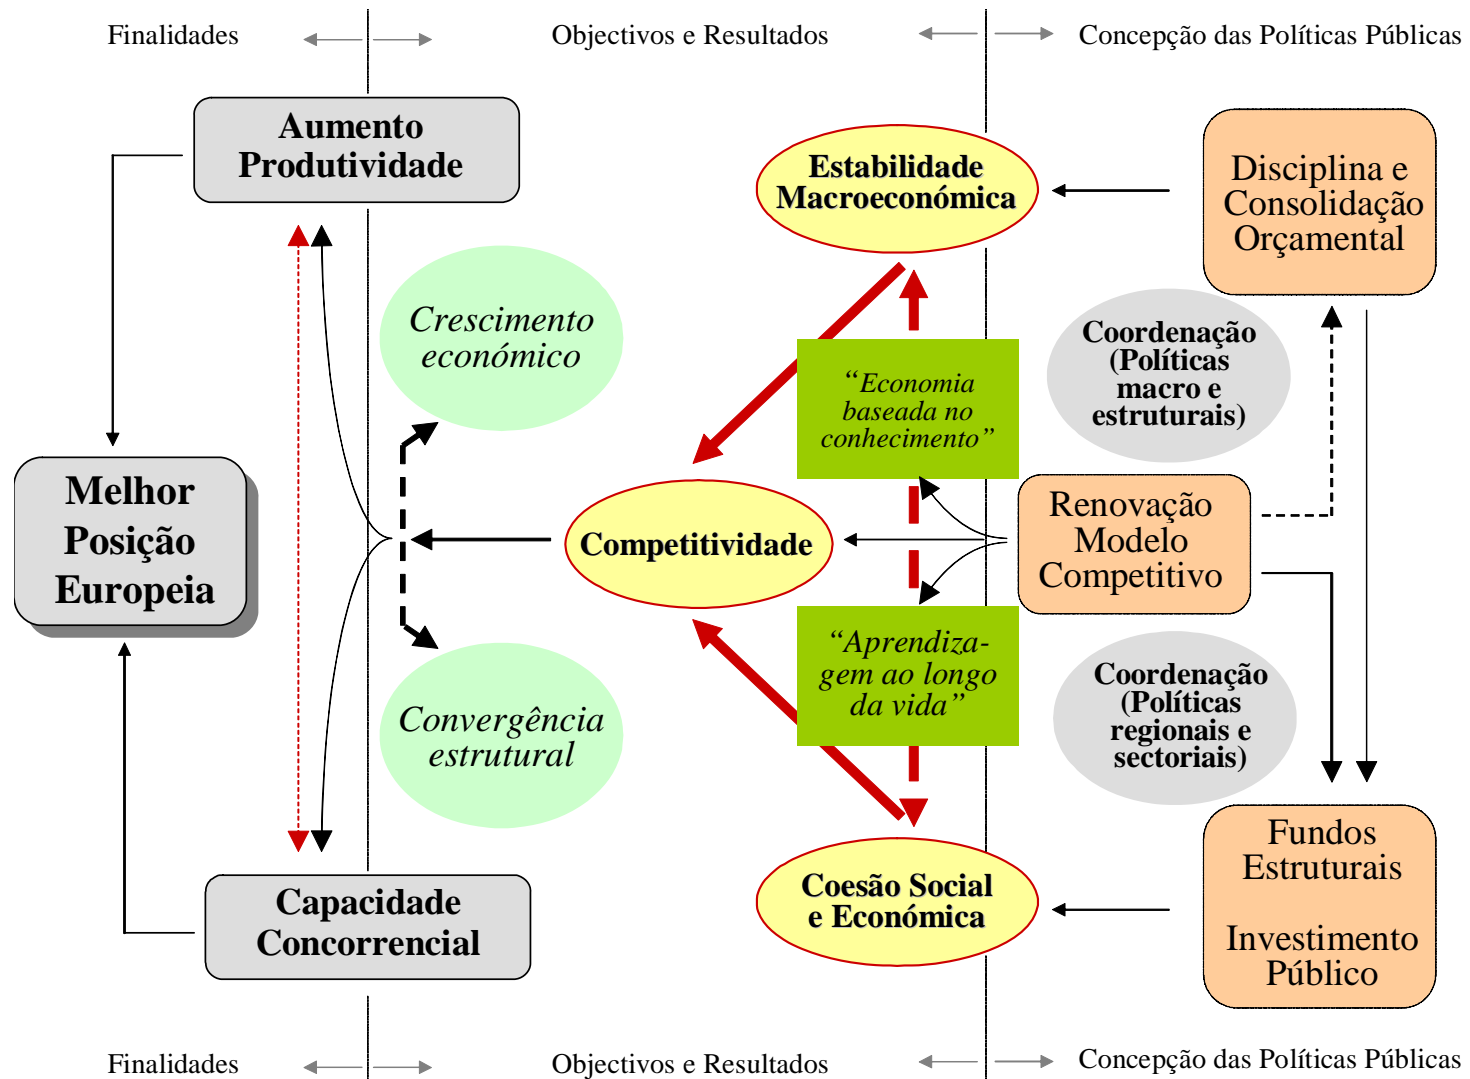 Finalidades
Objectivos e Resultados
Concepção das Políticas Públicas
Aumento
Produtividade
Estabilidade
Macroeconómica
Disciplina e
Consolidação
Orçamental
Crescimento
económico
“Economia
baseada no
conhecimento”
Coordenação
(Políticas
macro e
estruturais)
Melhor
Posição
Europeia
Competitividade
Renovação
Modelo
Competitivo
Convergência
estrutural
“Aprendiza-
gem ao longo
da vida”
Coordenação
(Políticas
regionais e
sectoriais)
Capacidade
Concorrencial
Coesão Social
e Económica
Fundos
Estruturais
Investimento
Público
Finalidades
Objectivos e Resultados
Concepção das Políticas Públicas